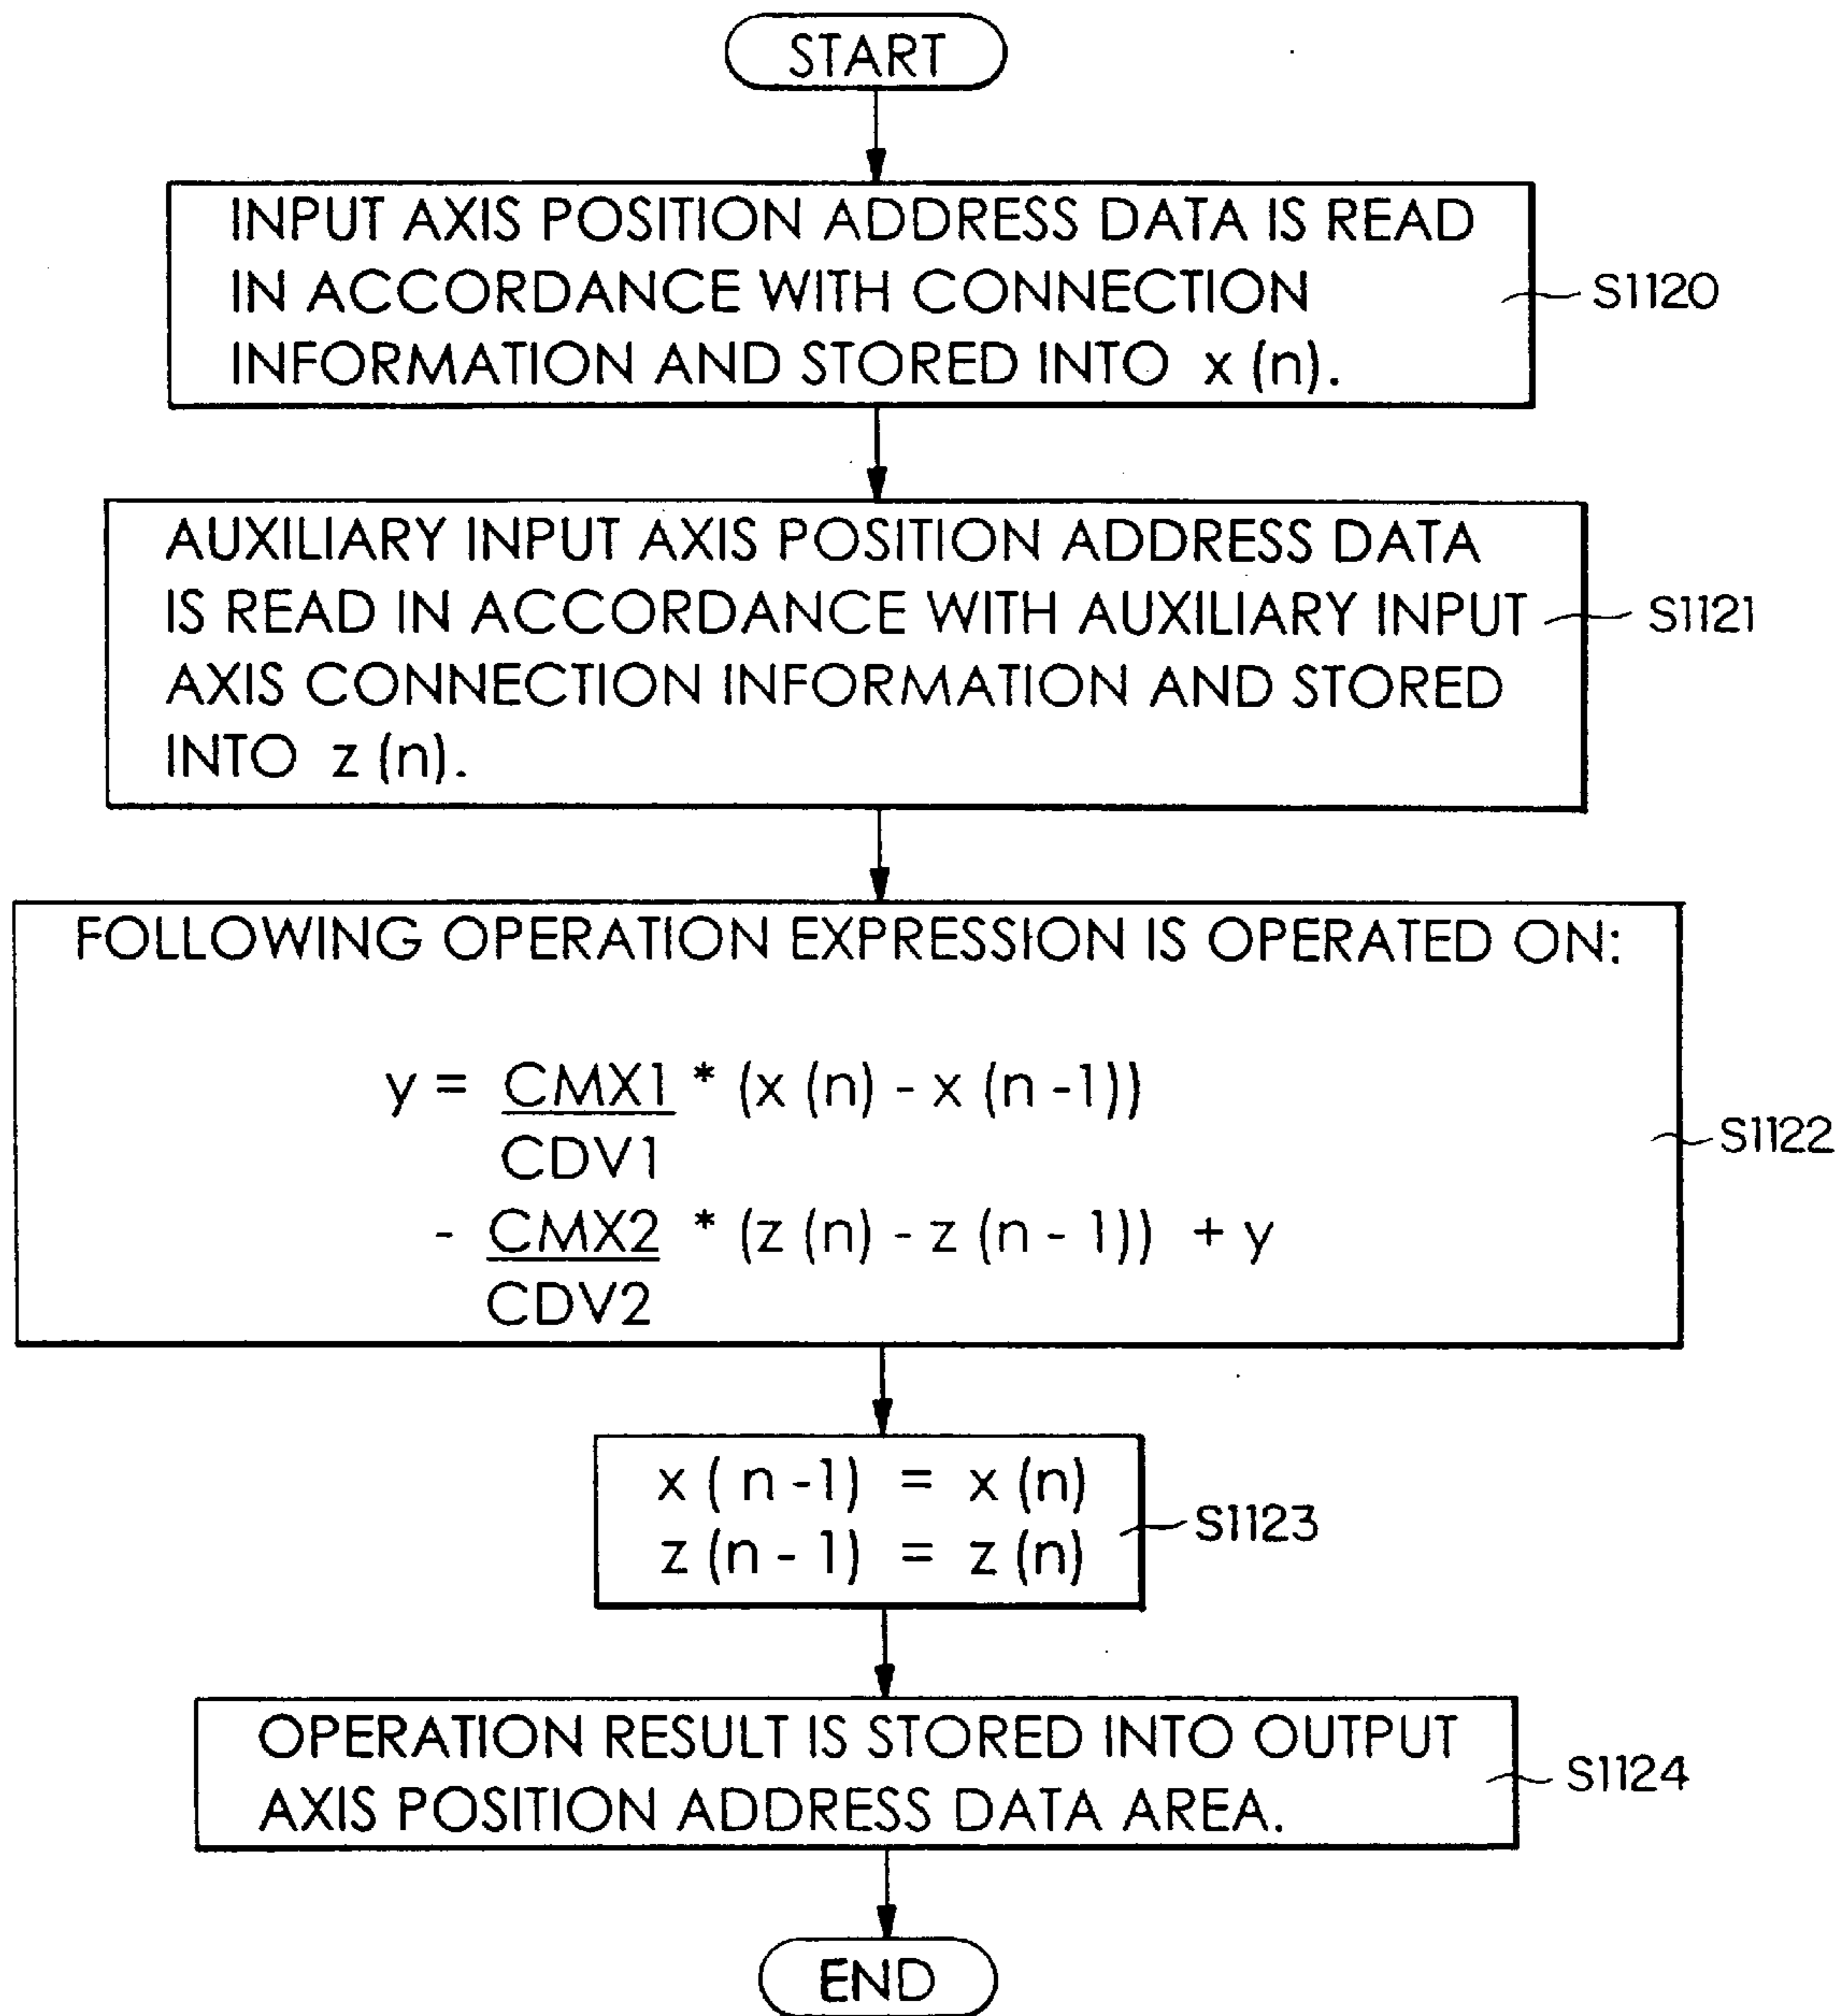 START
INPUT AXIS POSITION ADDRESS DATA IS READ
IN ACCORDANCE WITH CONNECTION
INFORMATION AND STORED INTO x (n).
S1120
AUXILIARY INPUT AXIS POSITION ADDRESS DATA
IS READ IN ACCORDANCE WITH AUXILIARY INPUT
AXIS CONNECTION INFORMATION AND STORED
INTO z (n).
S1121
FOLLOWING OPERATION EXPRESSION IS OPERATED ON:
y = CMX1 * (x (n) - x (n -1))
CDV1
- CMX2 * (z (n) - z (n - 1)) + y
CDV2
S1122
x ( n -1) = x (n)
z (n - 1) = z (n)
S1123
OPERATION RESULT IS STORED INTO OUTPUT
AXIS POSITION ADDRESS DATA AREA.
S1124
END